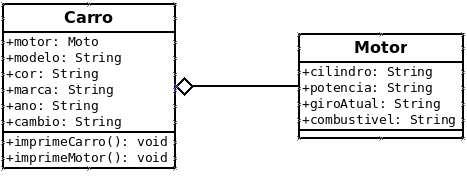 Carro
+motor: Moto
+modelo: String
+cor: String
+marca: String
+ano: String
+cambio: String
+imprimeCarro(): void
+imprimeMotor(): void
Motor
+cilindro: String
+potencia: String
+giroAtual: String
+combustivel: String